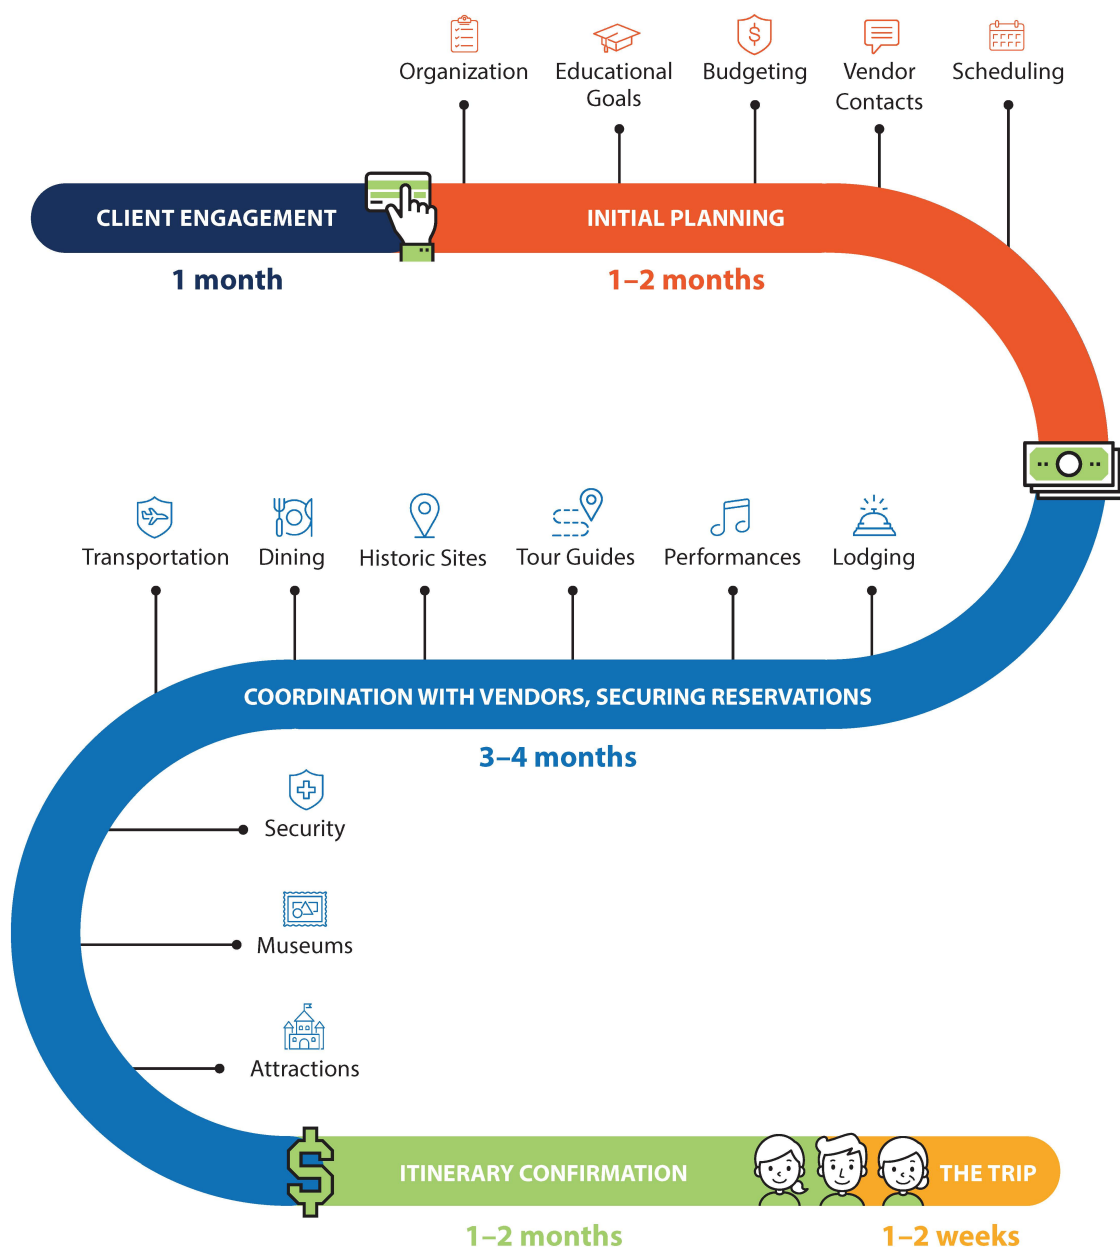 Organization
Educational
Goals
Budgeting
Vendor
Contacts
Scheduling
CLIENT ENGAGEMENT
INITIAL PLANNING
1 month
1–2 months
Transportation
Dining
Historic Sites
Tour Guides
Performances
Lodging
COORDINATION WITH VENDORS, SECURING RESERVATIONS
3–4 months
Security
Museums
Attractions
ITINERARY CONFIRMATION
THE TRIP
1–2 months
1–2 weeks